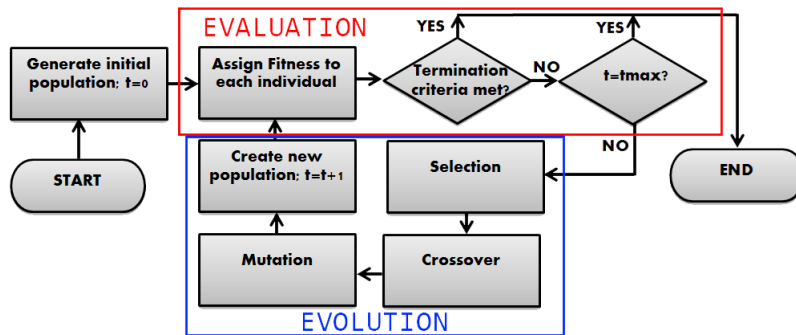 EVALUATION
YES
YES
Generate initial
population; t=0
Assign Fitness to
each individual
Termination
criteria met?
NO
t=tmax?
NO
START
Create new
population; t=t+1
Selection
END
Mutation
Crossover
EVOLUTION